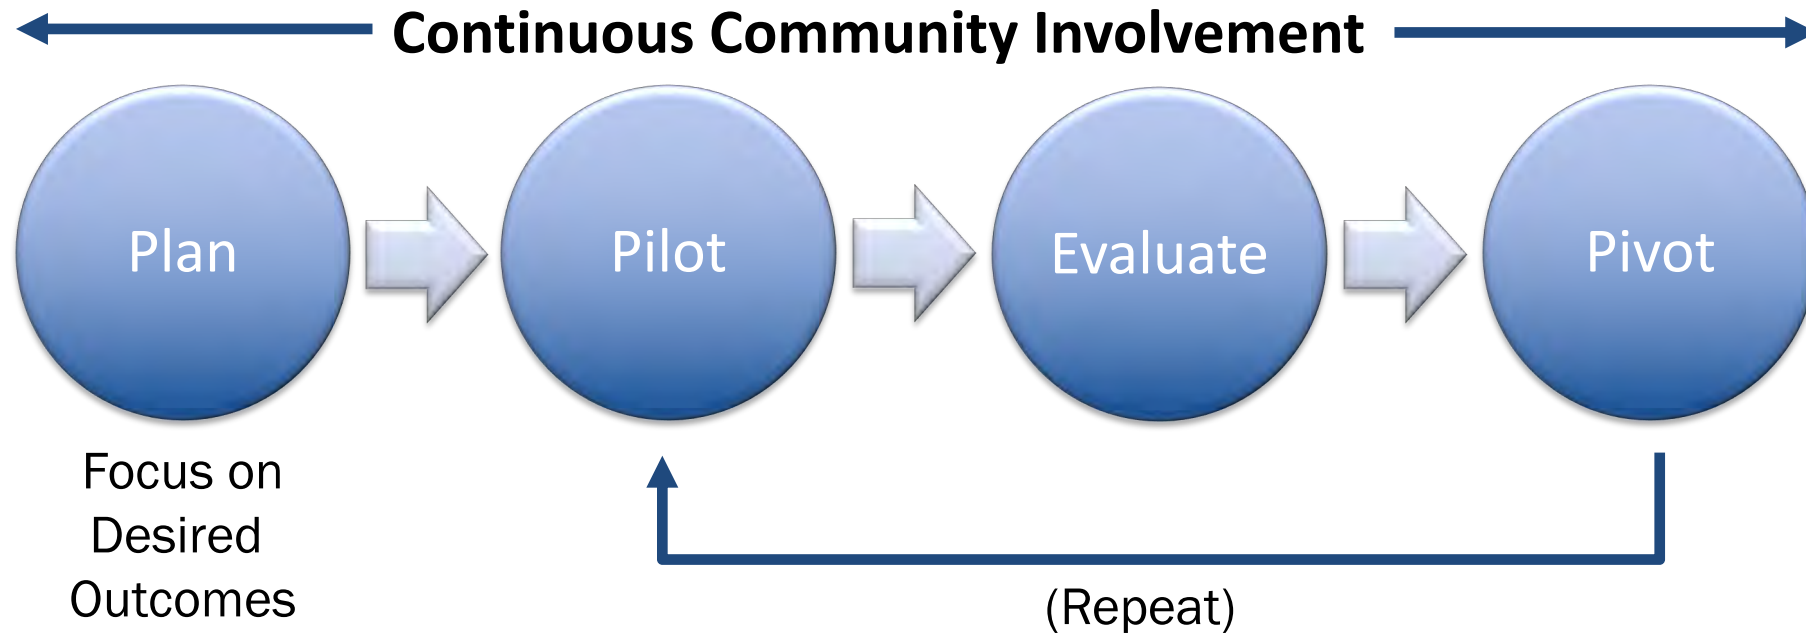 Continuous Community Involvement
Plan
Pilot
Evaluate
Pivot
Focus on
Desired
Outcomes
(Repeat)